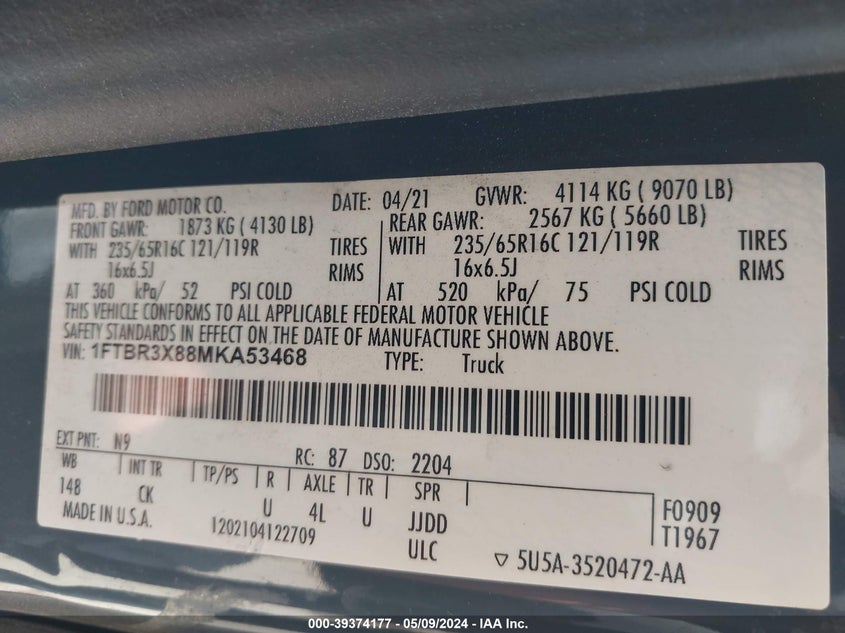 MFD. BY FORD MOTOR CO. DATE: 04/21 GVWR: 4114 KG ( 9070 LB)
FRONT GAWR: 1873 KG ( 4130 LB) REAR GAWR: 2567 KG ( 5660 LB)
WITH 235/65R16C 121/119R TIRES WITH 235/65R16C 121/119R TIRES
16x6.5J RIMS 16x6.5J RIMS
AT 360 kPa/ 52 PSI COLD AT 520 kPa/ 75 PSI COLD
THIS VEHICLE CONFORMS TO ALL APPLICABLE FEDERAL MOTOR VEHICLE
SAFETY STANDARDS IN EFFECT ON THE DATE OF MANUFACTURE SHOWN ABOVE.
VIN: 1FTBR3X88MKA53468 TYPE: Truck
EXT PNT: N9 RC: 87 DSO: 2204
WB INT TR TP/PS R AXLE TR SPR F0909
148 CK U 4L U JJDD T1967
MADE IN U.S.A. 1202104122709 ULC ▽ 5U5A-3520472-AA
000-39374177 - 05/09/2024 - IAA Inc.